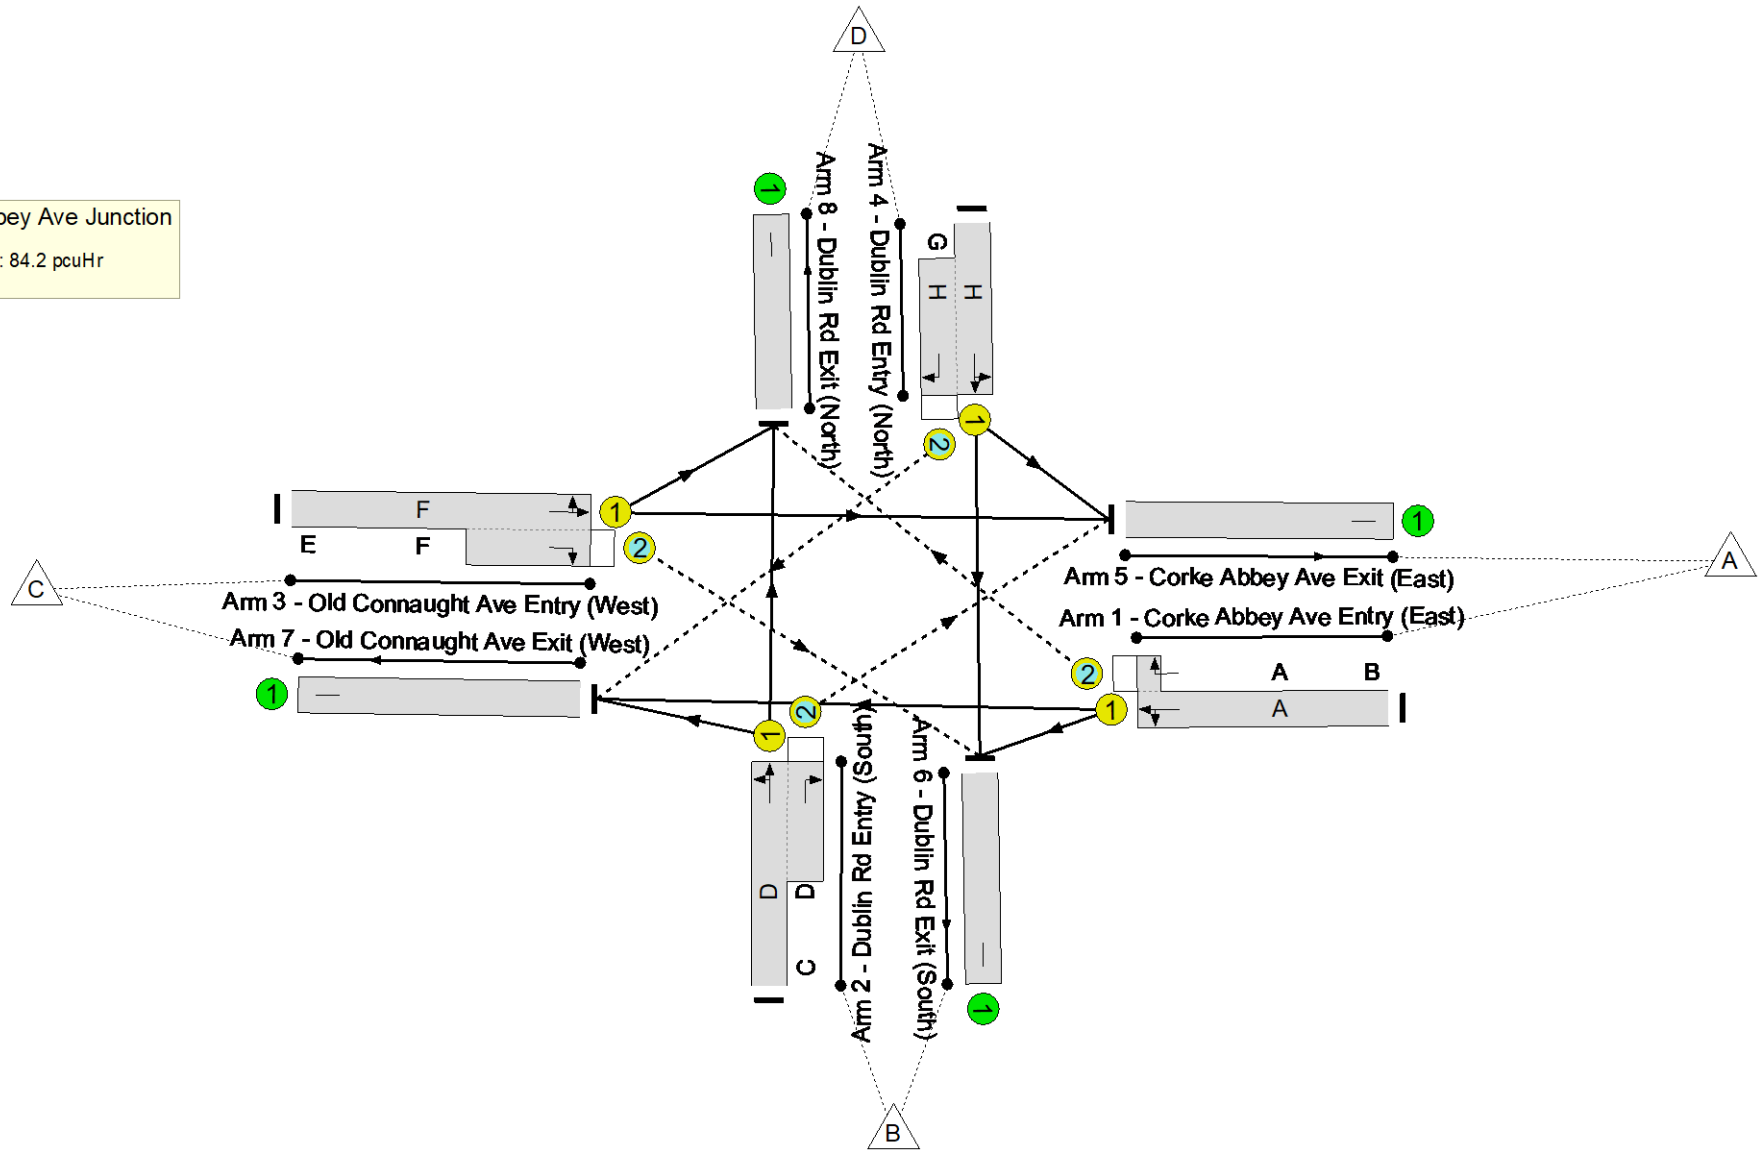 D
bey Ave Junction
: 84.2 pcuHr
1
Arm 8 - Dublin Rd Exit (North)
Arm 4 - Dublin Rd Entry (North)
G
H
H
1
2
F
1
E
F
2
1
Arm 5 - Corke Abbey Ave Exit (East)
A
C
Arm 3 - Old Connaught Ave Entry (West)
Arm 1 - Corke Abbey Ave Entry (East)
Arm 7 - Old Connaught Ave Exit (West)
1
2
A
B
1
A
2
1
Arm 2 - Dublin Rd Entry (South)
Arm 6 - Dublin Rd Exit (South)
D
D
C
1
B